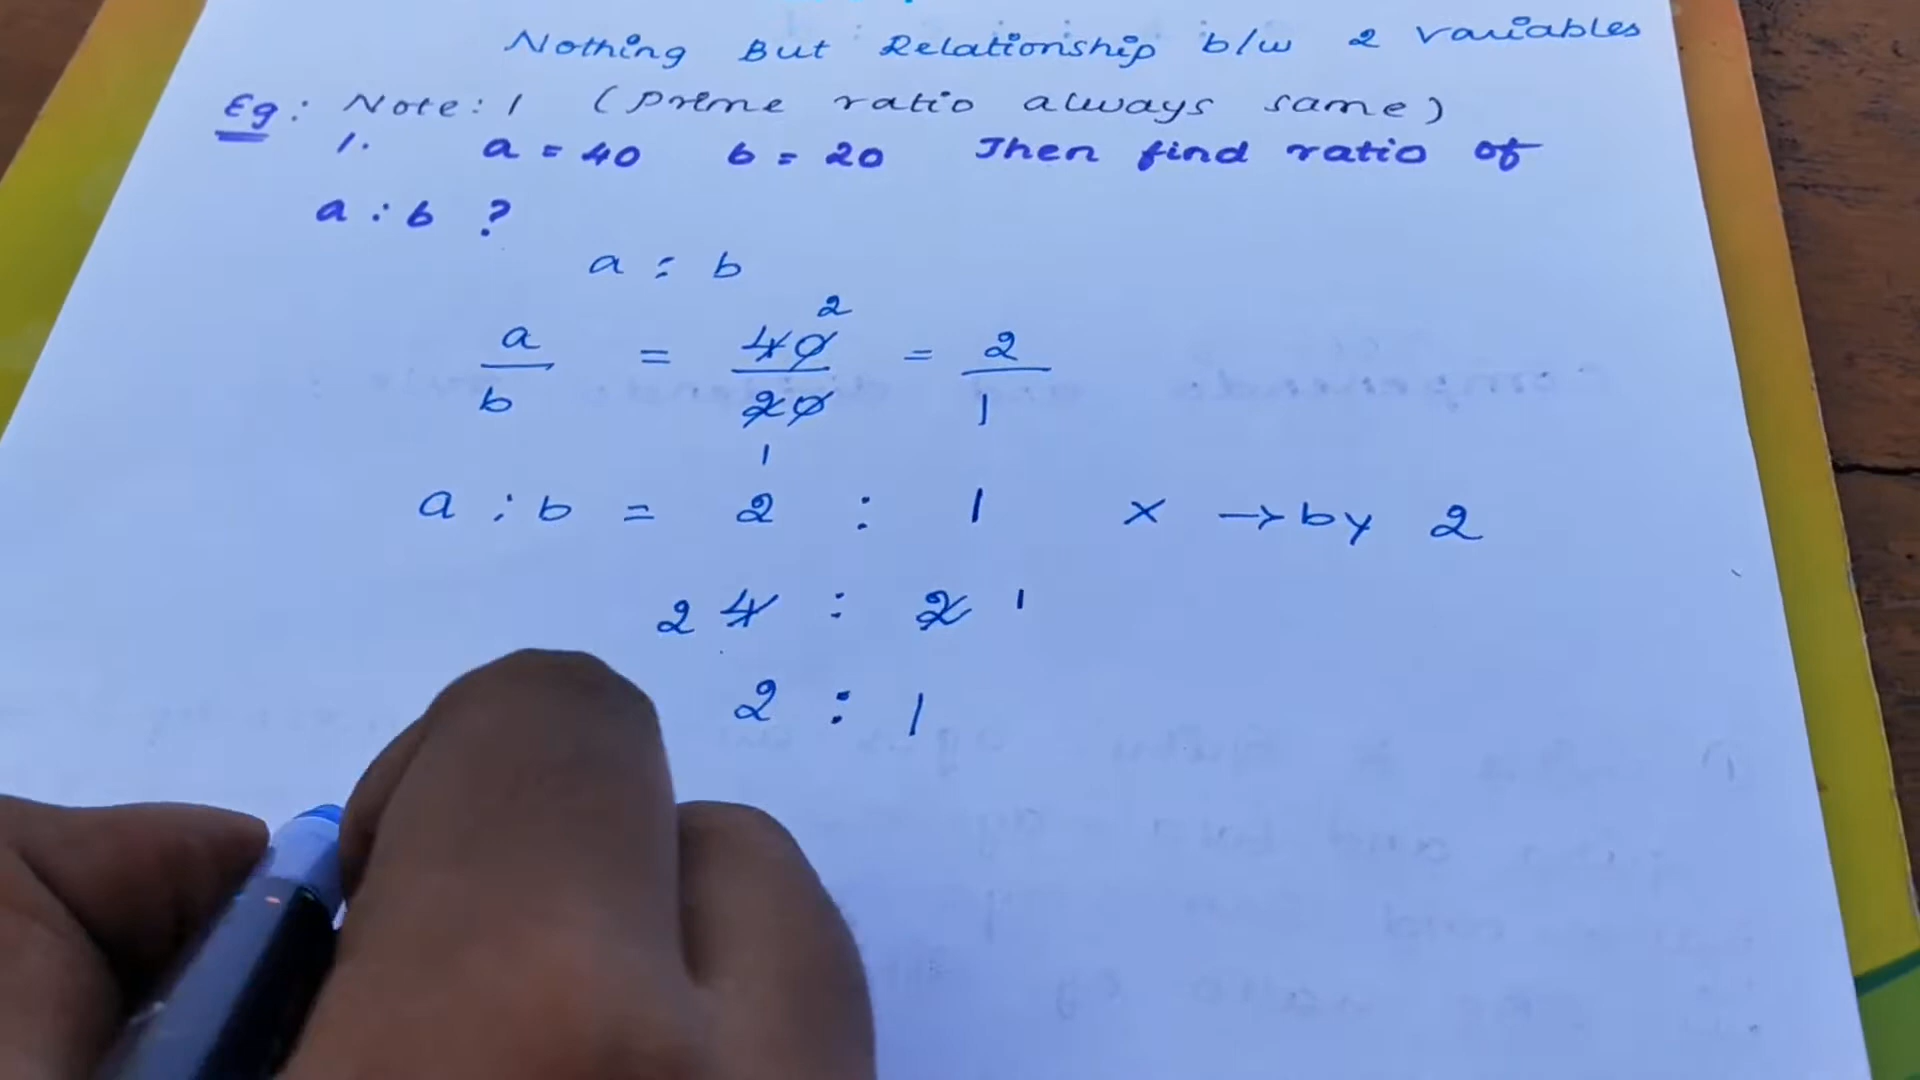 Nothing But Relationship b/w 2 variables
Eg: Note: 1 (Prime ratio always same)
1. a = 40 b = 20 Then find ratio of
a : b ?
a : b
2
a = 40 = 2
b 20 1
1
a : b = 2 : 1 x → by 2
2 4 : 2 1
2 : 1